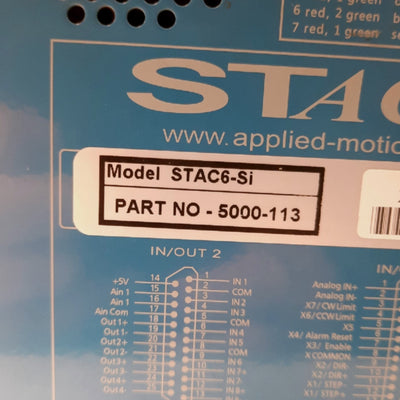 6 red, 2 green
7 red, 1 green
STAC
www.applied-motio
Model STAC6-Si
PART NO - 5000-113
IN/OUT 2
+5V 14 1 IN 1
Ain 1 15 2 COM
Ain 1 16 3 IN 2
Ain Com 17 4 COM
Out1+ 18 5 IN 3
Out1- 19 6 IN 4
Out2+ 20 7 IN 5
Out2- 21 8 IN 6
Out3+ 22 9 IN 7+
Out3- 23 10 IN 7-
Out4+ 24 11 IN 8+
Out4- 25 12 IN 8-
13
Analog IN+ 1
Analog IN-
X7 / CW Limit
X6/CCW Limit
X5
X4 / Alarm Reset
X3 / Enable
X COMMON
X2 / DIR-
X2 / DIR+
X1/ STEP-
X1/ STEP+